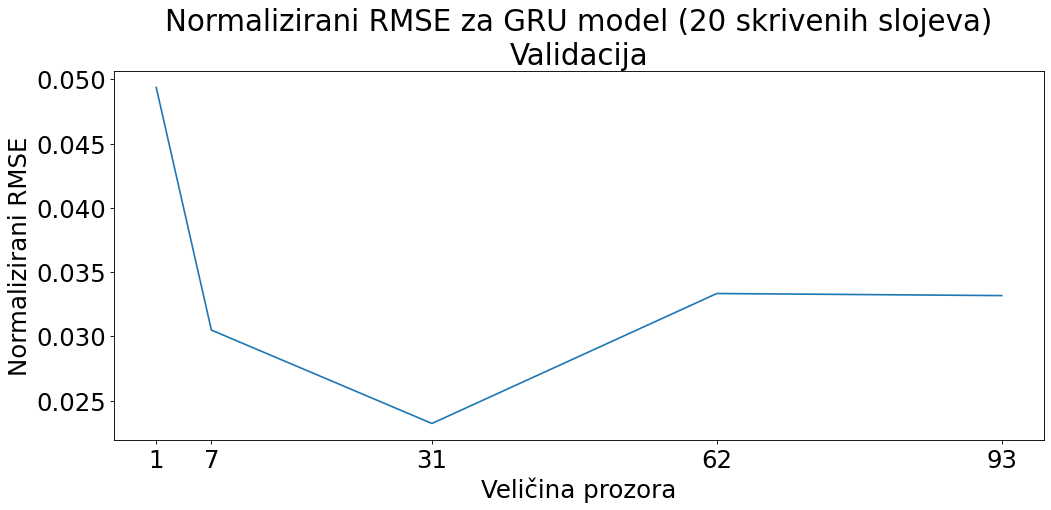 Normalizirani RMSE za GRU model (20 skrivenih slojeva)
Validacija
Normalizirani RMSE
0.050
0.045
0.040
0.035
0.030
0.025
1 7 31 62 93
Veličina prozora